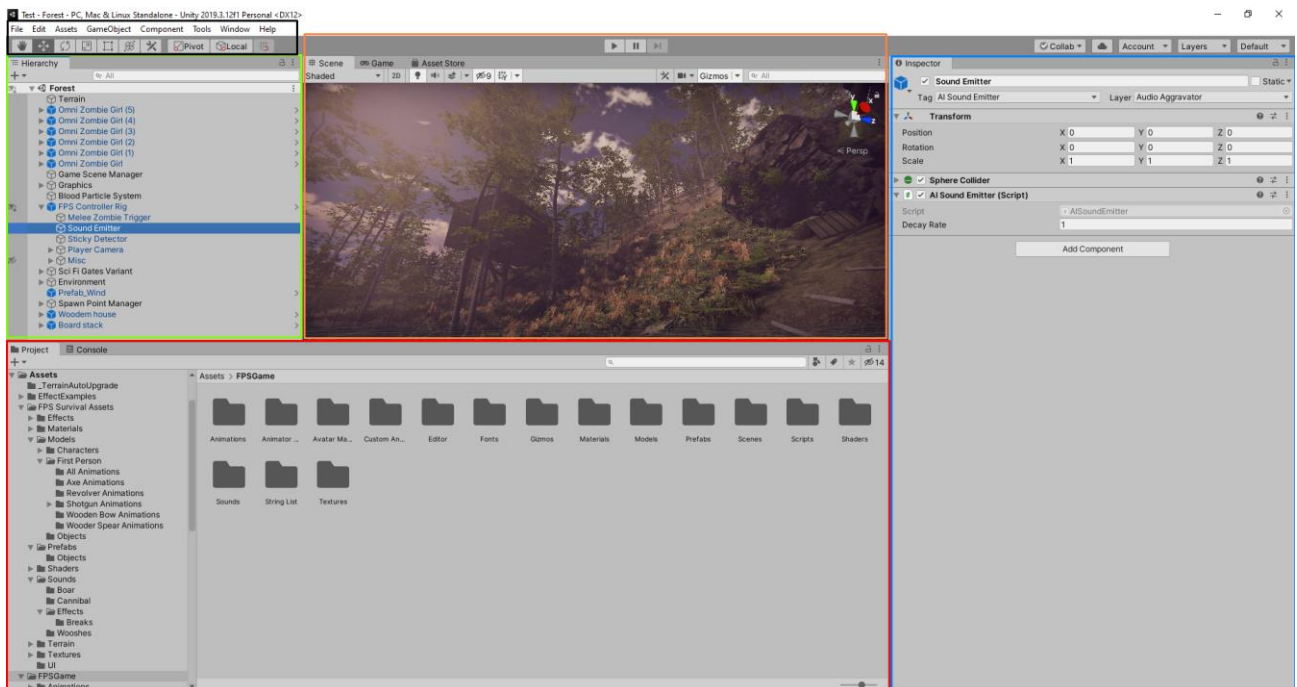 Test - Forest - PC, Mac & Linux Standalone - Unity 2019.3.12f1 Personal <DX12>
File Edit Assets GameObject Component Tools Window Help
Pivot Local
Collab Account Layers Default
Hierarchy
All
Forest
Terrain
Omni Zombie Girl (5)
Omni Zombie Girl (4)
Omni Zombie Girl (3)
Omni Zombie Girl (2)
Omni Zombie Girl (1)
Omni Zombie Girl
Game Scene Manager
Graphics
Blood Particle System
FPS Controller Rig
Melee Zombie Trigger
Sound Emitter
Sticky Detector
Player Camera
Misc
Sci Fi Gates Variant
Environment
Prefab_Wind
Spawn Point Manager
Woodem house
Board stack
Scene Game Asset Store
Shaded 2D 9 Gizmos All
y x z
Persp
Inspector
Sound Emitter Static
Tag AI Sound Emitter Layer Audio Aggravator
Transform
Position X 0 Y 0 Z 0
Rotation X 0 Y 0 Z 0
Scale X 1 Y 1 Z 1
Sphere Collider
AI Sound Emitter (Script)
Script AISoundEmitter
Decay Rate 1
Add Component
Project Console
14
Assets
_TerrainAutoUpgrade
EffectExamples
FPS Survival Assets
Effects
Materials
Models
Characters
First Person
All Animations
Axe Animations
Revolver Animations
Shotgun Animations
Wooden Bow Animations
Wooder Spear Animations
Objects
Prefabs
Objects
Shaders
Sounds
Boar
Cannibal
Effects
Breaks
Wooshes
Terrain
Textures
UI
FPSGame
Animations
Assets > FPSGame
Animations Animator ... Avatar Ma... Custom An... Editor Fonts Gizmos Materials Models Prefabs Scenes Scripts Shaders
Sounds String List Textures